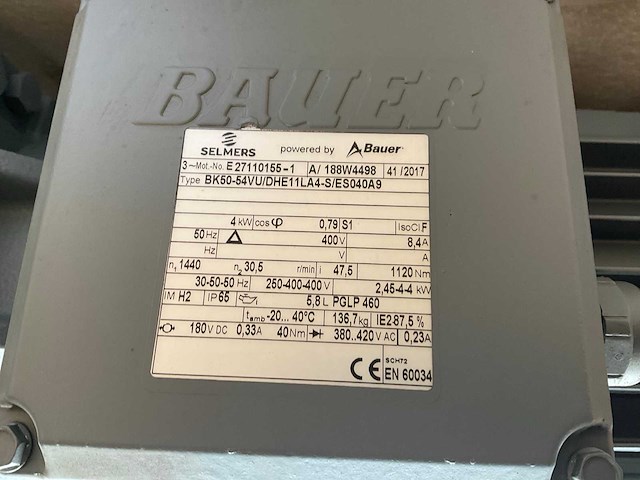 BAUER
SELMERS powered by Bauer
3~Mot.-No. E 27110155-1 A/ 188W4498 41/2017
Type BK50-54VU/DHE11LA4-S/ES040A9
4 kW cosφ 0,79 S1 IsoCl F
50 Hz △ 400 V 8,4 A
Hz V A
n₁ 1440 n₂ 30,5 r/min i 47,5 1120 Nm
30-50-50 Hz 250-400-400 V 2,45-4-4 kW
IM H2 IP 65 5,8 L PGLP 460
tamb -20... 40°C 136,7 kg IE2-87,5 %
180 V DC 0,33 A 40 Nm 380..420 V AC 0,23 A
CE SCH72
EN 60034